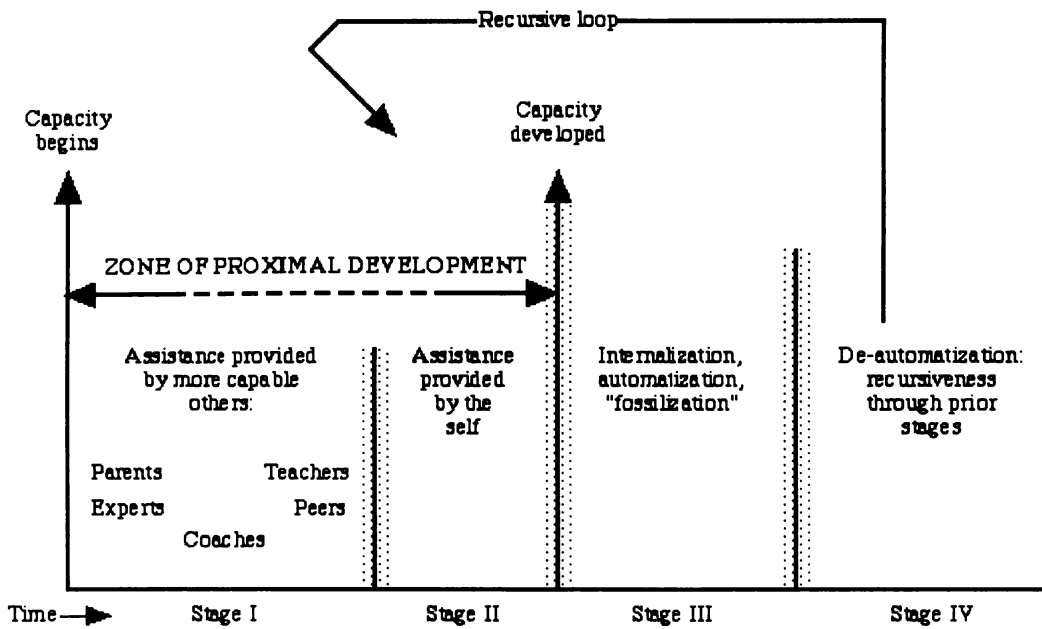 Recursive loop
Capacity
begins
Capacity
developed
ZONE OF PROXIMAL DEVELOPMENT
Assistance provided
by more capable
others:
Parents
Teachers
Experts
Peers
Coaches
Assistance
provided
by the
self
Internalization,
automatization,
"fossilization"
De-automatization:
recursiveness
through prior
stages
Time
Stage I
Stage II
Stage III
Stage IV